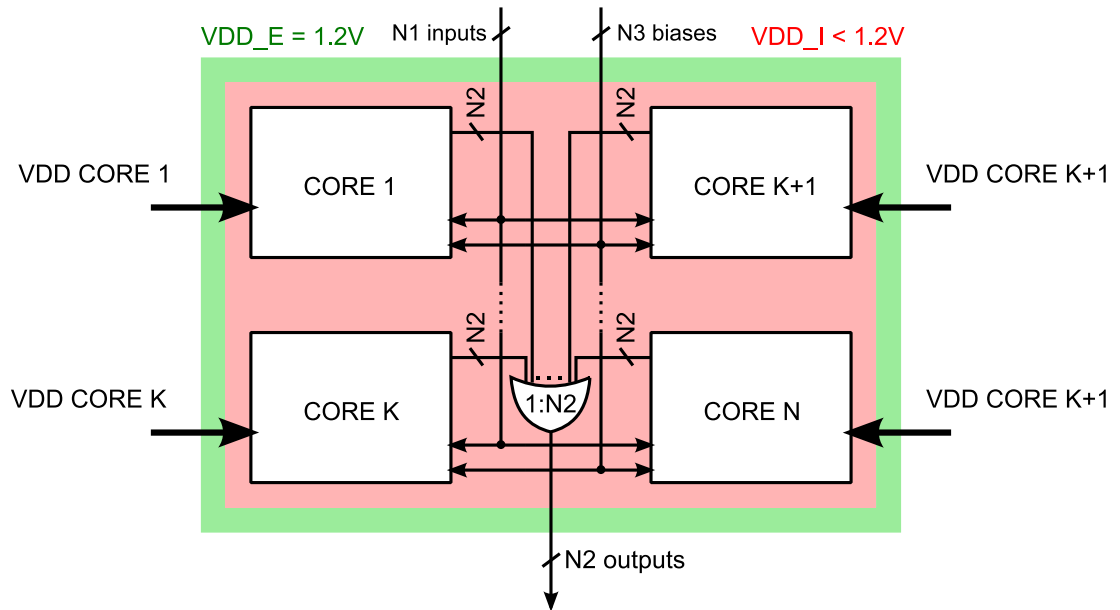 N1 inputs
N3 biases
VDD_E = 1.2V
VDD_I < 1.2V
N2
N2
VDD CORE 1
CORE 1
CORE K+1
VDD CORE K+1
N2
N2
VDD CORE K
CORE K
1:N2
CORE N
VDD CORE K+1
N2 outputs